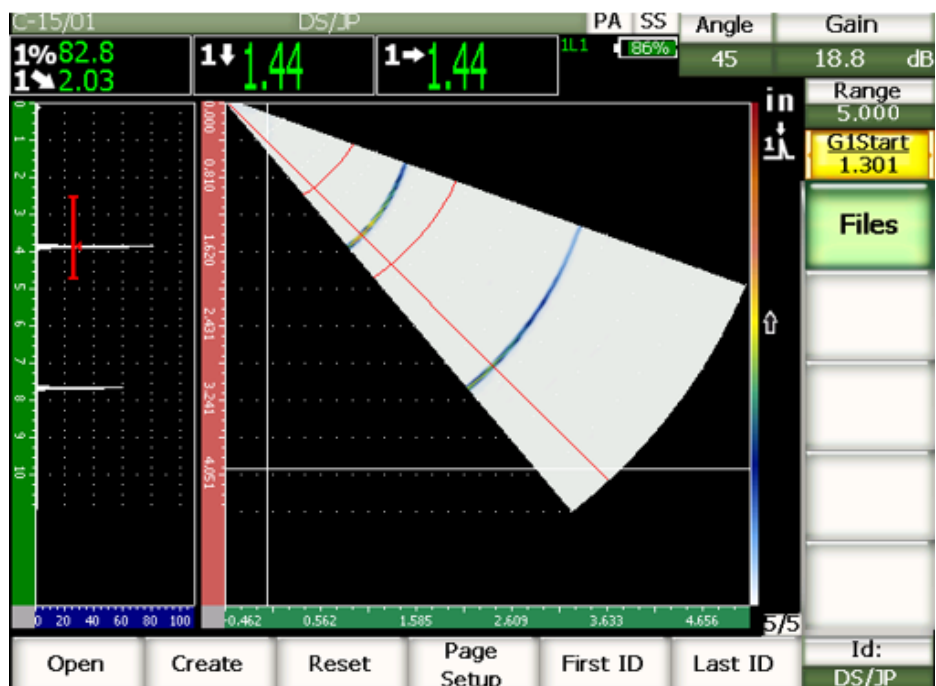 C-15/01 DS/JP PA SS Angle Gain
1%82.8 1 1.44 1 1.44 1L1 86% 45 18.8 dB
1 2.03
in
Range
5.000
1
G1Start
1.301
Files
0 1 2 3 4 5 6 7 8 9 10
0.000 0.810 1.620 2.431 3.241 4.051
0 20 40 60 80 100
-0.462 0.562 1.585 2.609 3.633 4.656
5/5
Open Create Reset Page Setup First ID Last ID
Id:
DS/JP